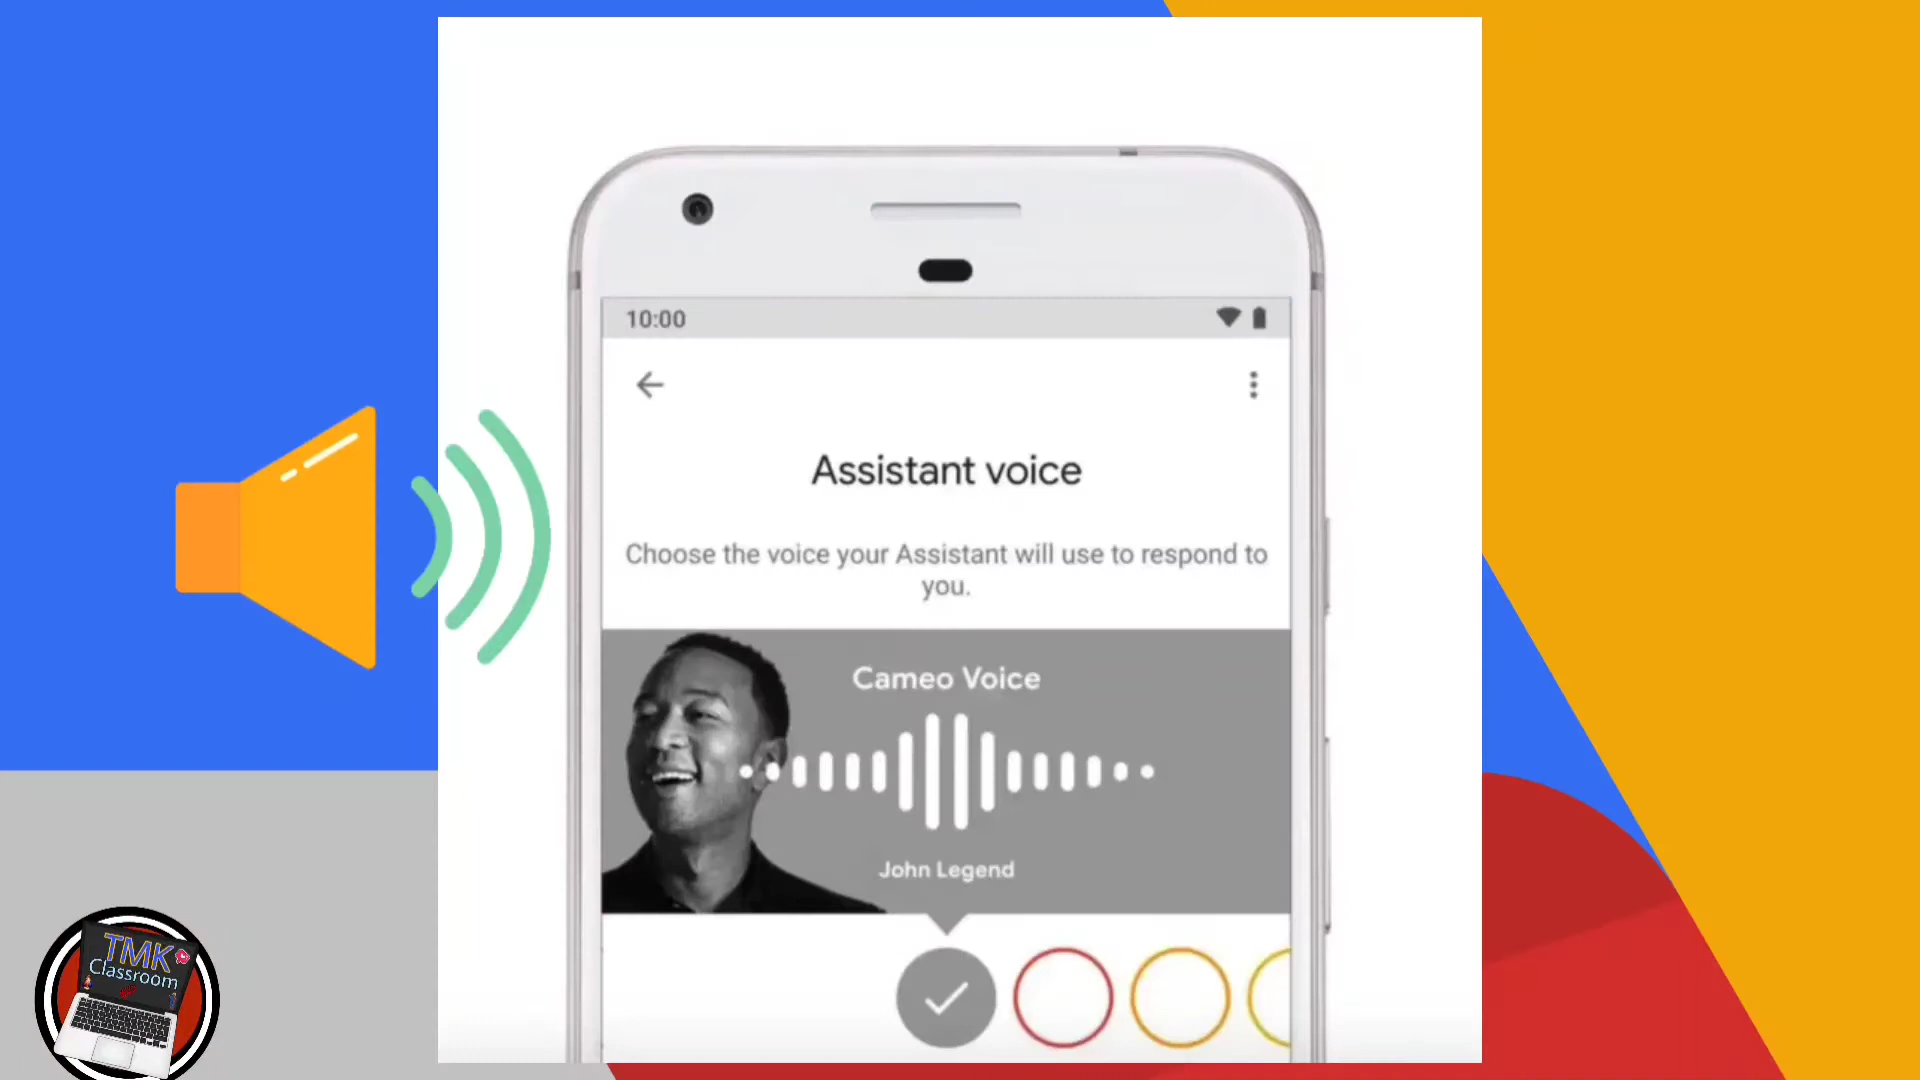 10:00
Assistant voice
Choose the voice your Assistant will use to respond to
you.
Cameo Voice
John Legend
TMK
Classroom